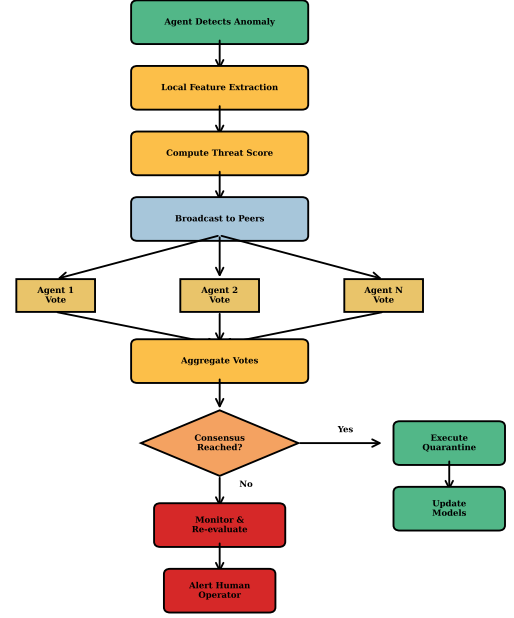 Agent Detects Anomaly
Local Feature Extraction
Compute Threat Score
Broadcast to Peers
Agent 1
Vote
Agent 2
Vote
Agent N
Vote
Aggregate Votes
Consensus
Reached?
Yes
Execute
Quarantine
No
Update
Models
Monitor &
Re-evaluate
Alert Human
Operator